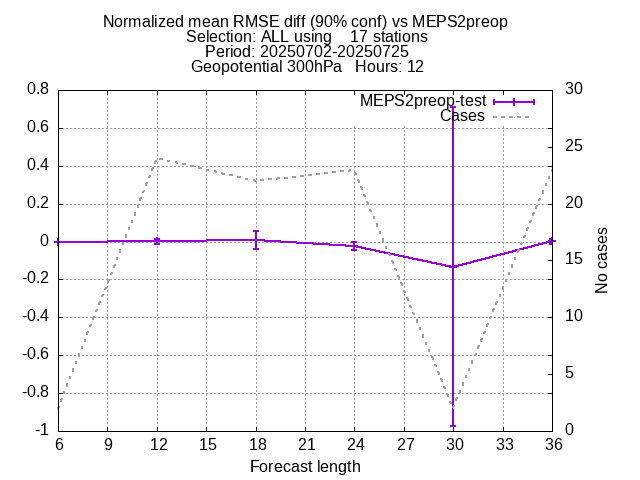 Normalized mean RMSE diff (90% conf) vs MEPS2preop
Selection: ALL using    17 stations
Period: 20250702-20250725
Geopotential 300hPa   Hours: 12
MEPS2preop-test
Cases
0.8
0.6
0.4
0.2
0
-0.2
-0.4
-0.6
-0.8
-1
30
25
20
15
10
5
0
No cases
6 9 12 15 18 21 24 27 30 33 36
Forecast length